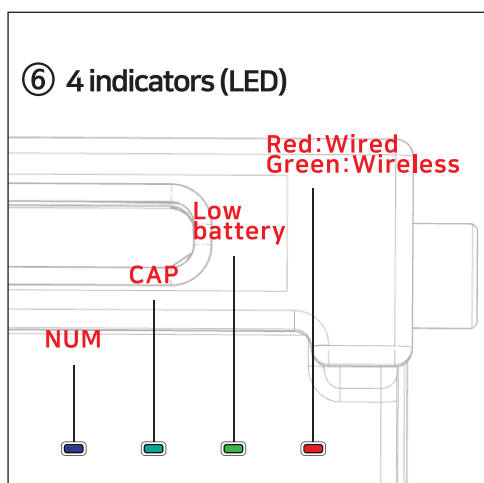 ⑥ 4 indicators (LED)
Red:Wired
Green:Wireless
Low
battery
CAP
NUM